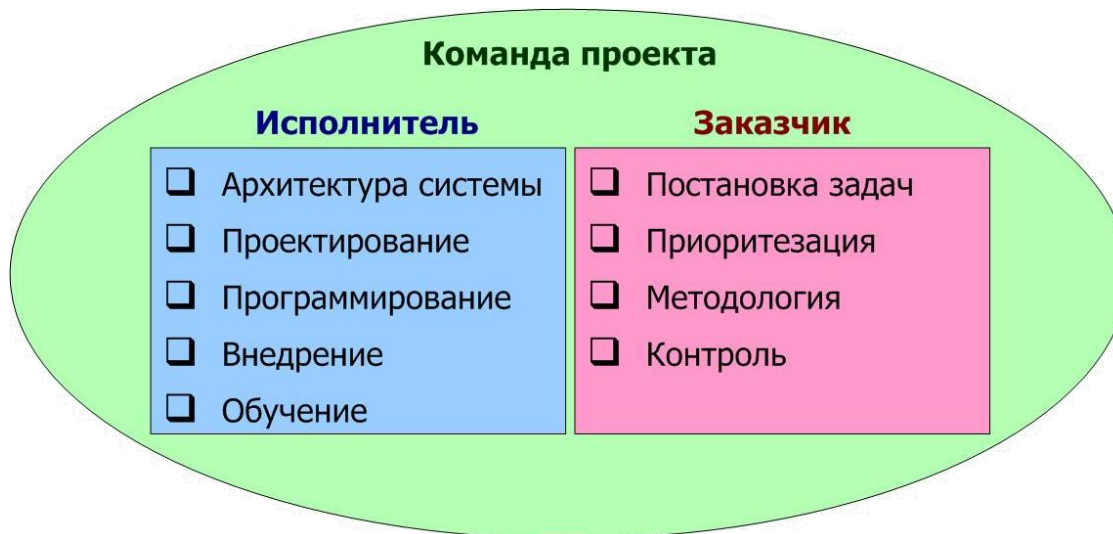 Команда проекта
Исполнитель
Архитектура системы
Проектирование
Программирование
Внедрение
Обучение
Заказчик
Постановка задач
Приоритезация
Методология
Контроль